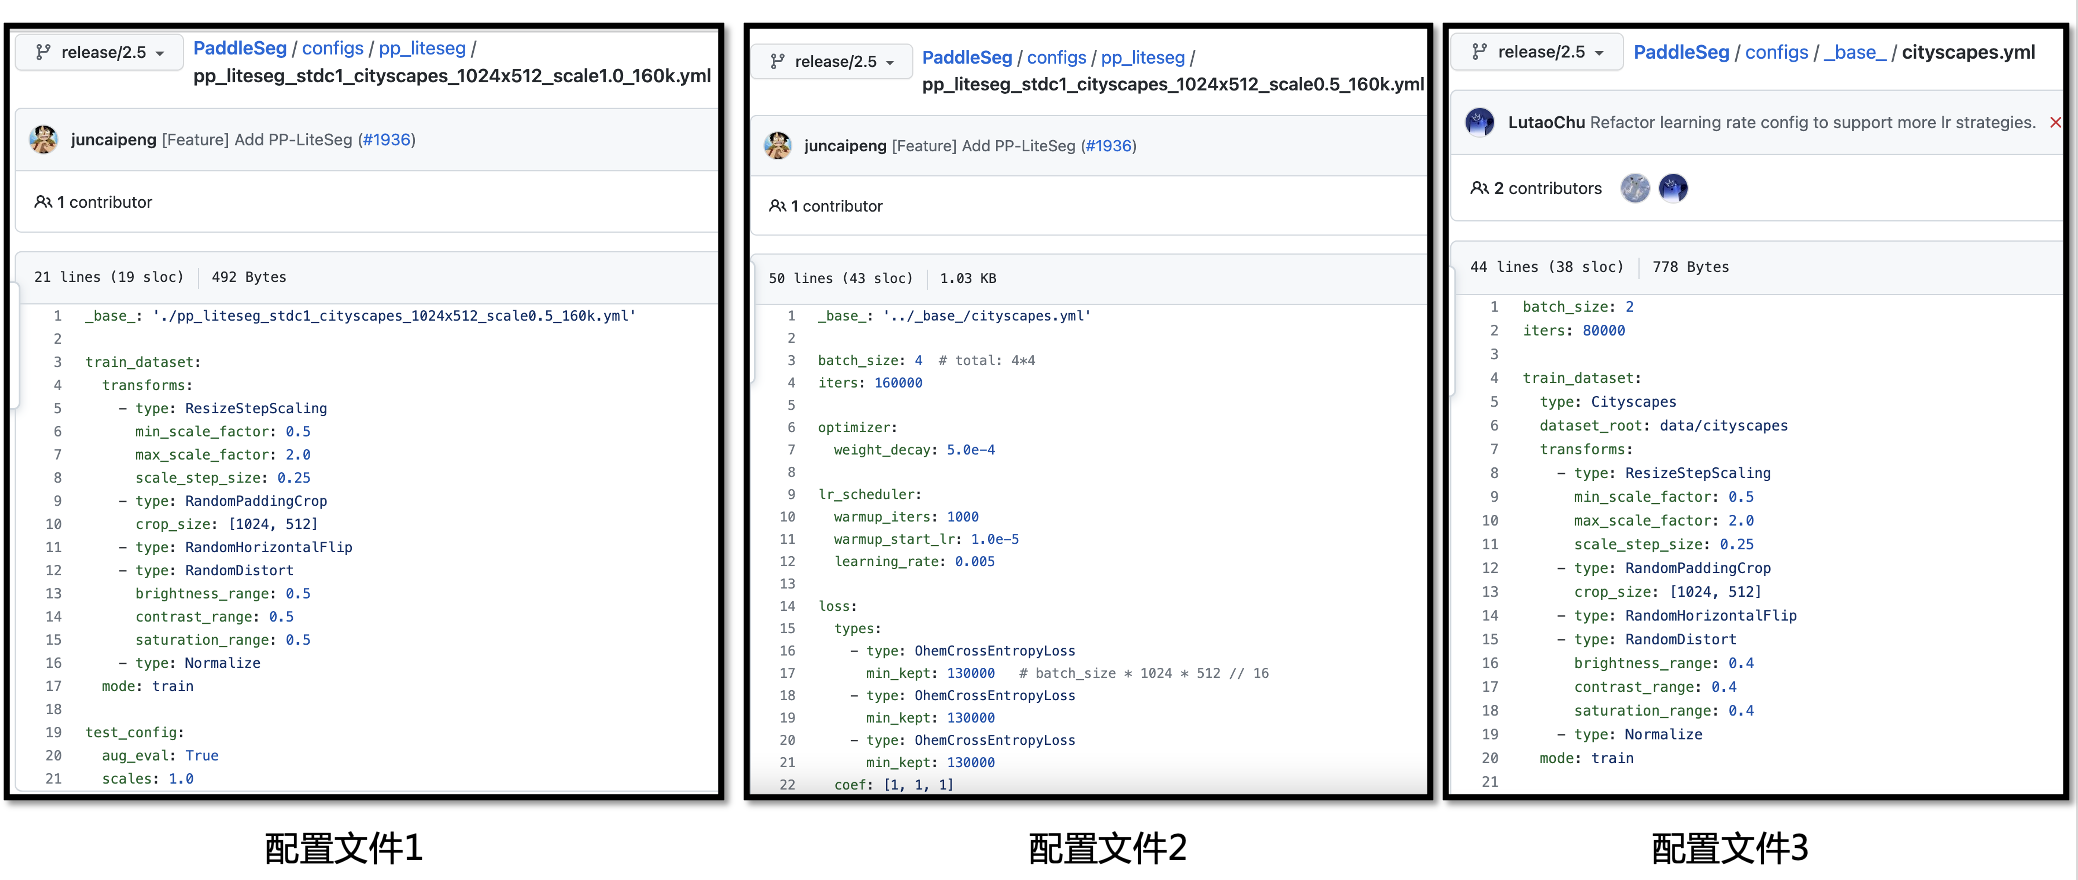 release/2.5
PaddleSeg / configs / pp_liteseg /
pp_liteseg_stdc1_cityscapes_1024x512_scale1.0_160k.yml
juncaipeng [Feature] Add PP-LiteSeg (#1936)
1 contributor
21 lines (19 sloc) 492 Bytes
1 _base_: './pp_liteseg_stdc1_cityscapes_1024x512_scale0.5_160k.yml'
2
3 train_dataset:
4 transforms:
5 - type: ResizeStepScaling
6 min_scale_factor: 0.5
7 max_scale_factor: 2.0
8 scale_step_size: 0.25
9 - type: RandomPaddingCrop
10 crop_size: [1024, 512]
11 - type: RandomHorizontalFlip
12 - type: RandomDistort
13 brightness_range: 0.5
14 contrast_range: 0.5
15 saturation_range: 0.5
16 - type: Normalize
17 mode: train
18
19 test_config:
20 aug_eval: True
21 scales: 1.0
配置文件1
release/2.5
PaddleSeg / configs / pp_liteseg /
pp_liteseg_stdc1_cityscapes_1024x512_scale0.5_160k.yml
juncaipeng [Feature] Add PP-LiteSeg (#1936)
1 contributor
50 lines (43 sloc) 1.03 KB
1 _base_: '../_base_/cityscapes.yml'
2
3 batch_size: 4 # total: 4*4
4 iters: 160000
5
6 optimizer:
7 weight_decay: 5.0e-4
8
9 lr_scheduler:
10 warmup_iters: 1000
11 warmup_start_lr: 1.0e-5
12 learning_rate: 0.005
13
14 loss:
15 types:
16 - type: OhemCrossEntropyLoss
17 min_kept: 130000 # batch_size * 1024 * 512 // 16
18 - type: OhemCrossEntropyLoss
19 min_kept: 130000
20 - type: OhemCrossEntropyLoss
21 min_kept: 130000
22 coef: [1, 1, 1]
配置文件2
release/2.5
PaddleSeg / configs / _base_ / cityscapes.yml
LutaoChu Refactor learning rate config to support more lr strategies.
2 contributors
44 lines (38 sloc) 778 Bytes
1 batch_size: 2
2 iters: 80000
3
4 train_dataset:
5 type: Cityscapes
6 dataset_root: data/cityscapes
7 transforms:
8 - type: ResizeStepScaling
9 min_scale_factor: 0.5
10 max_scale_factor: 2.0
11 scale_step_size: 0.25
12 - type: RandomPaddingCrop
13 crop_size: [1024, 512]
14 - type: RandomHorizontalFlip
15 - type: RandomDistort
16 brightness_range: 0.4
17 contrast_range: 0.4
18 saturation_range: 0.4
19 - type: Normalize
20 mode: train
21
配置文件3